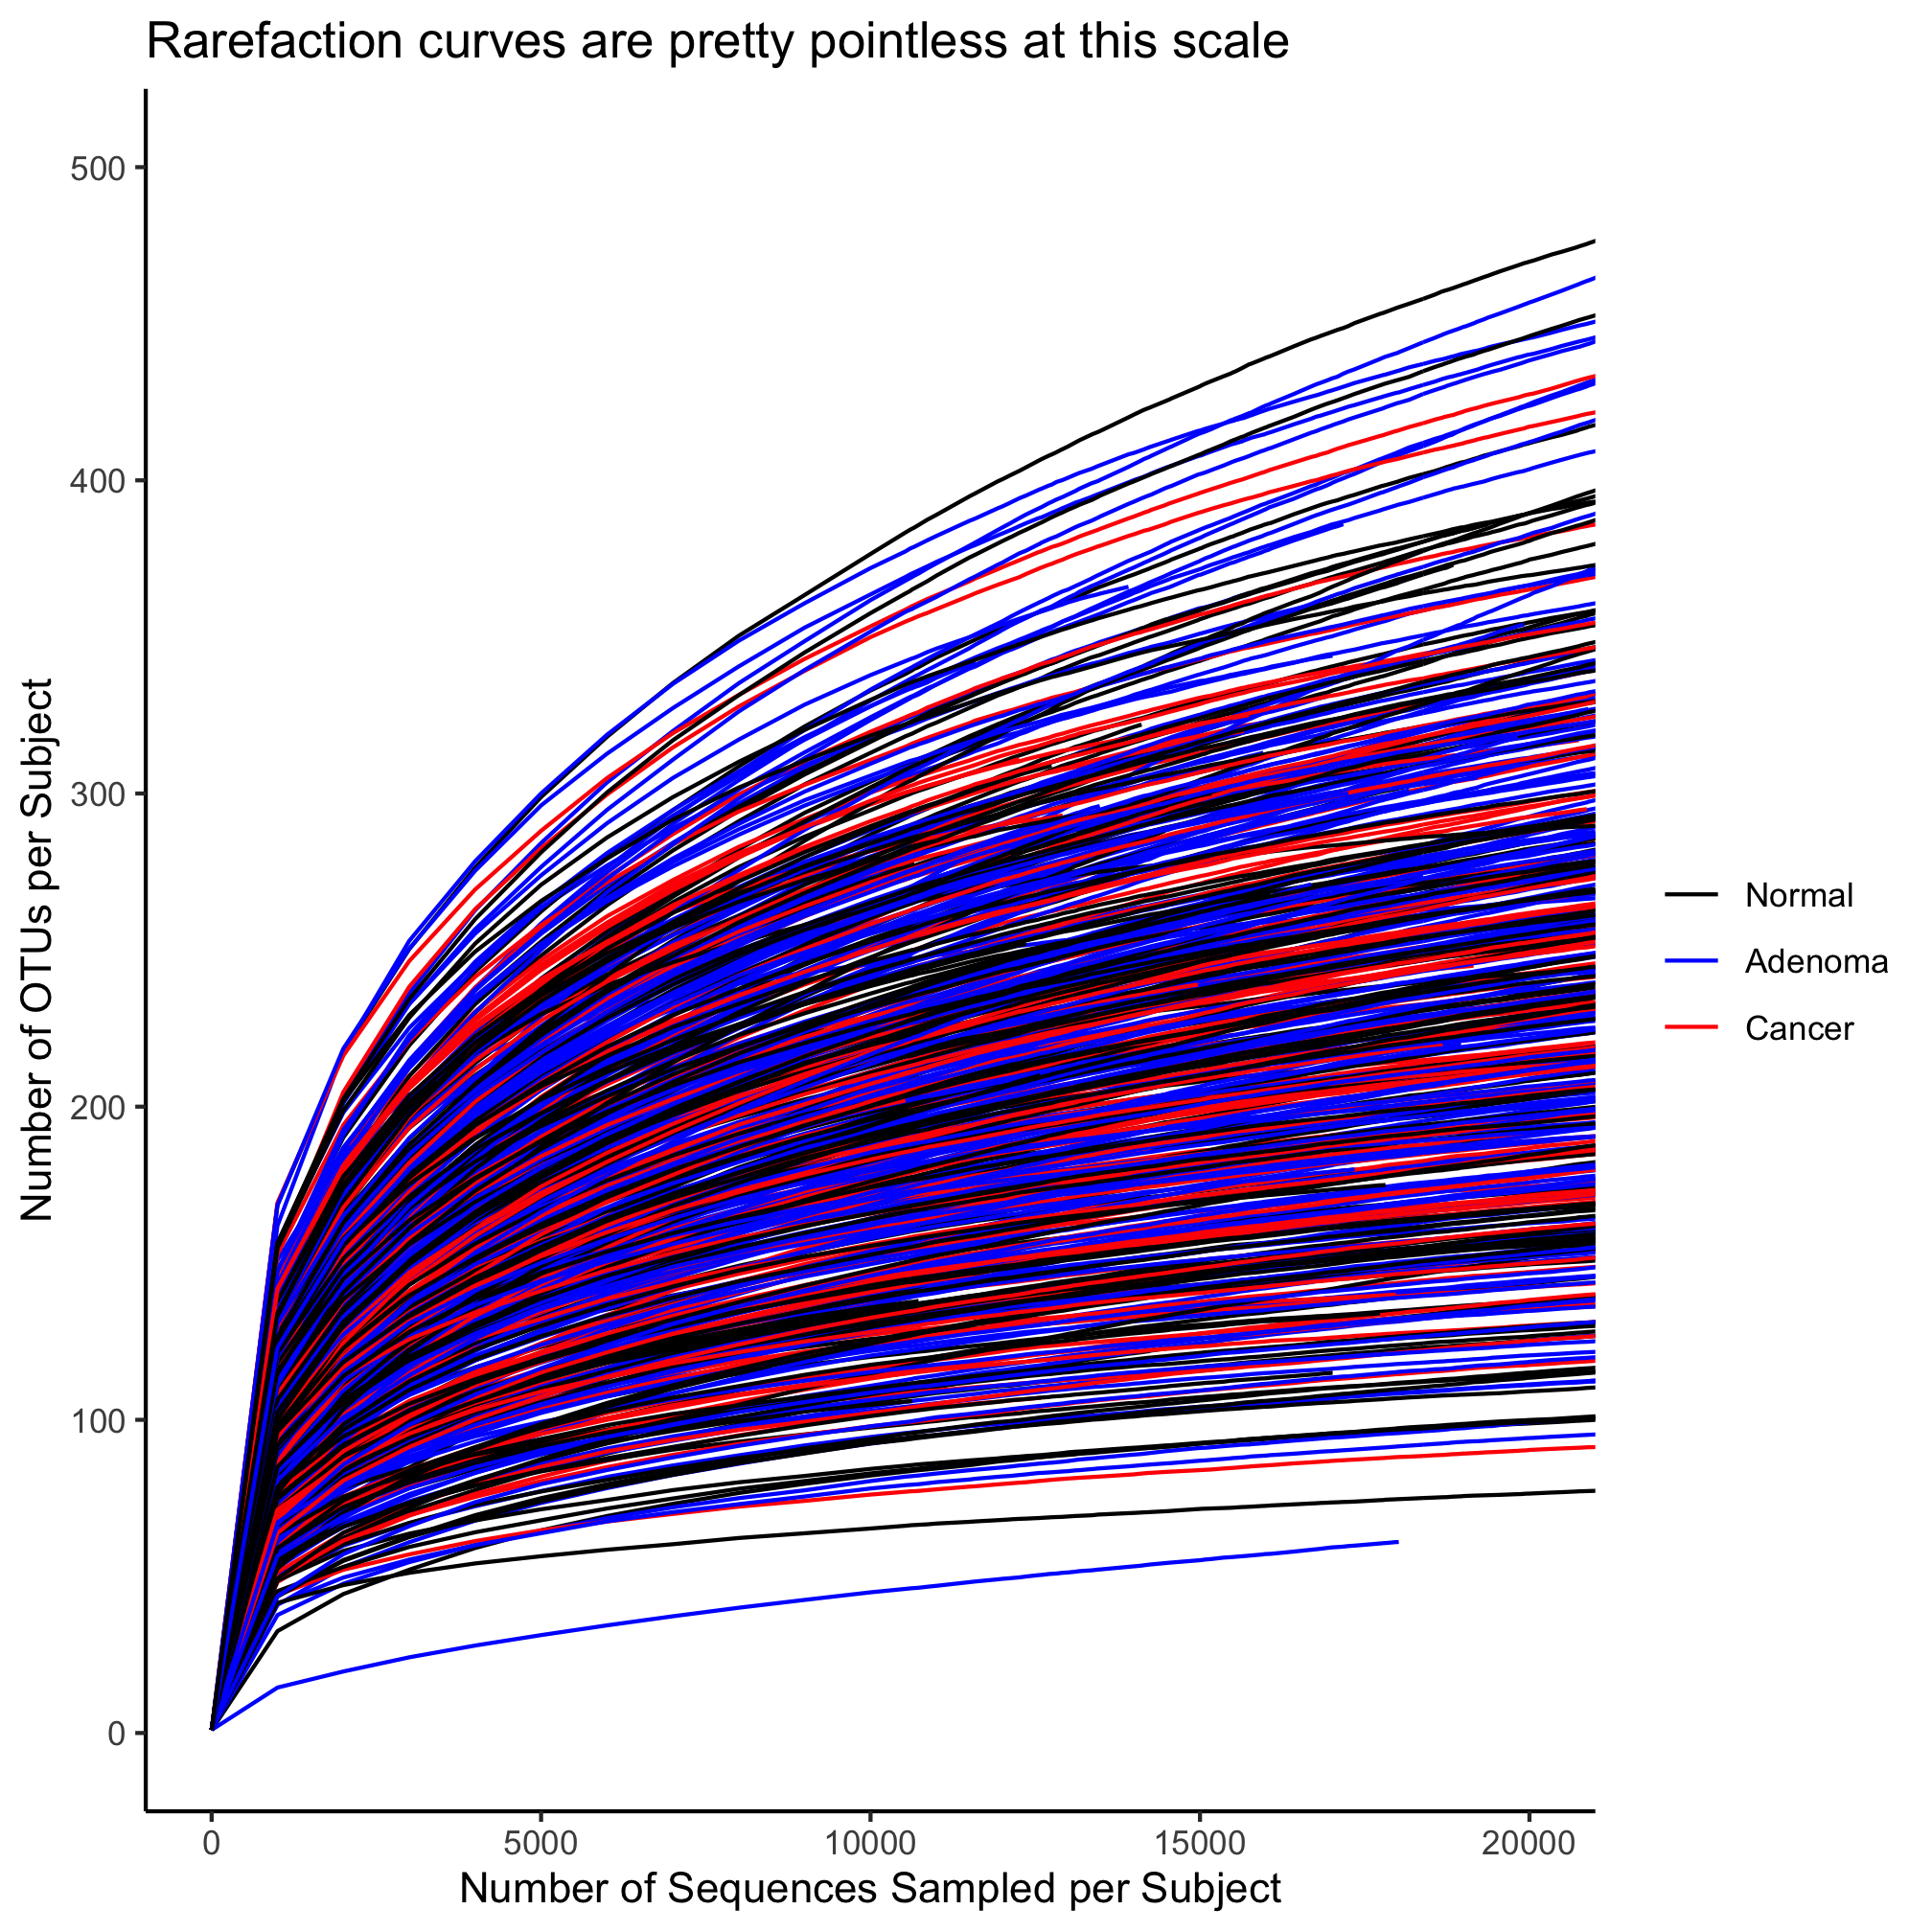 Rarefaction curves are pretty pointless at this scale
Number of OTUs per Subject
500
400
300
200
100
0
0 5000 10000 15000 20000
Number of Sequences Sampled per Subject
Normal
Adenoma
Cancer